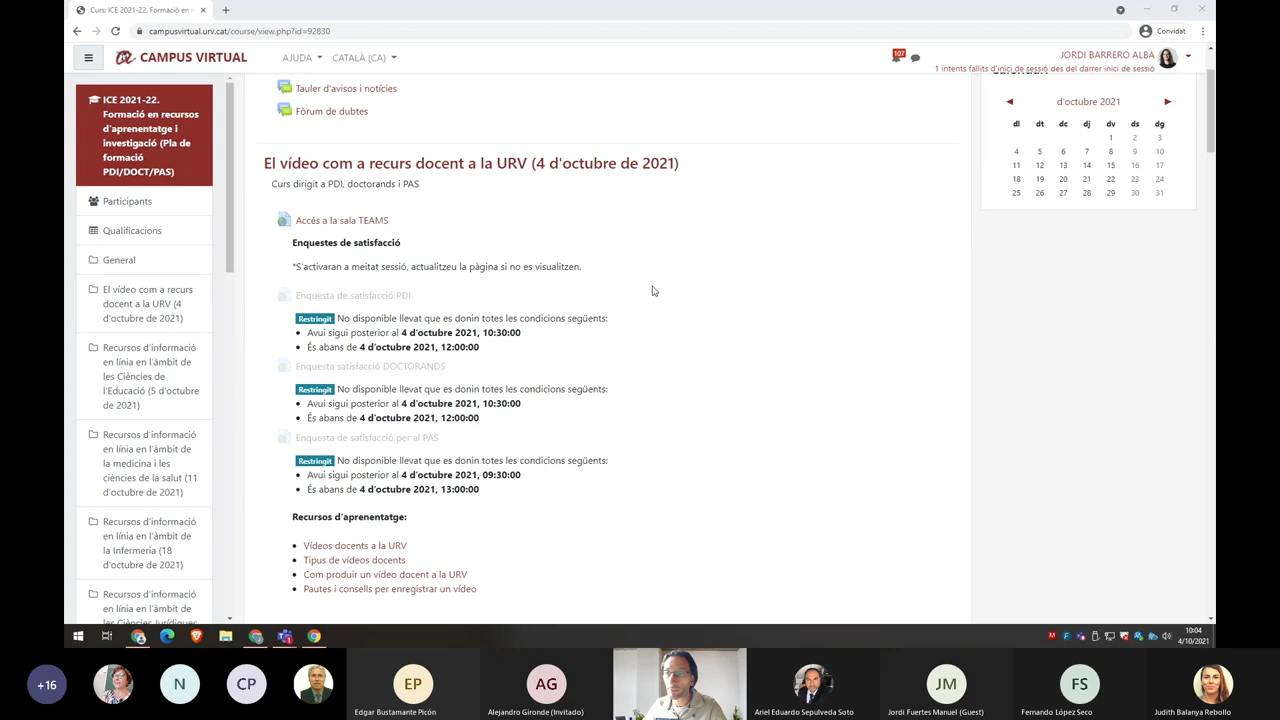 Curs: ICE 2021-22. Formació en r
campusvirtual.urv.cat/course/view.php?id=92830
Convidat
CAMPUS VIRTUAL
AJUDA
CATALÀ (CA)
107
JORDI BARRERO ALBA
1 intents fallits d'inici de sessió des del darrer inici de sessió
ICE 2021-22.
Formació en recursos
d'aprenentatge i
investigació (Pla de
formació
PDI/DOCT/PAS)
Participants
Qualificacions
General
El vídeo com a recurs
docent a la URV (4
d'octubre de 2021)
Recursos d'informació
en línia en l'àmbit de
les Ciències de
l'Educació (5 d'octubre
de 2021)
Recursos d'informació
en línia en l'àmbit de
la medicina i les
ciències de la salut (11
d'octubre de 2021)
Recursos d'informació
en línia en l'àmbit de
la Infermeria (18
d'octubre de 2021)
Recursos d'informació
en línia en l'àmbit de
les Ciències Jurídiques
Tauler d'avisos i notícies
Fòrum de dubtes
El vídeo com a recurs docent a la URV (4 d'octubre de 2021)
Curs dirigit a PDI, doctorands i PAS
Accés a la sala TEAMS
Enquestes de satisfacció
*S'activaran a meitat sessió, actualitzeu la pàgina si no es visualitzen.
Enquesta de satisfacció PDI
Restringit No disponible llevat que es donin totes les condicions següents:
Avui sigui posterior al 4 d'octubre 2021, 10:30:00
És abans de 4 d'octubre 2021, 12:00:00
Enquesta satisfacció DOCTORANDS
Restringit No disponible llevat que es donin totes les condicions següents:
Avui sigui posterior al 4 d'octubre 2021, 10:30:00
És abans de 4 d'octubre 2021, 12:00:00
Enquesta de satisfacció per al PAS
Restringit No disponible llevat que es donin totes les condicions següents:
Avui sigui posterior al 4 d'octubre 2021, 09:30:00
És abans de 4 d'octubre 2021, 13:00:00
Recursos d'aprenentatge:
Vídeos docents a la URV
Tipus de vídeos docents
Com produir un vídeo docent a la URV
Pautes i consells per enregistrar un vídeo
d'octubre 2021
dl dt dc dj dv ds dg
1 2 3
4 5 6 7 8 9 10
11 12 13 14 15 16 17
18 19 20 21 22 23 24
25 26 27 28 29 30 31
10:04
4/10/2021
+16
N
CP
EP
Edgar Bustamante Picón
AG
Alejandro Gironde (Invitado)
Ariel Eduardo Sepulveda Soto
JM
Jordi Fuertes Manuel (Guest)
FS
Fernando López Seco
Judith Balanya Rebollo